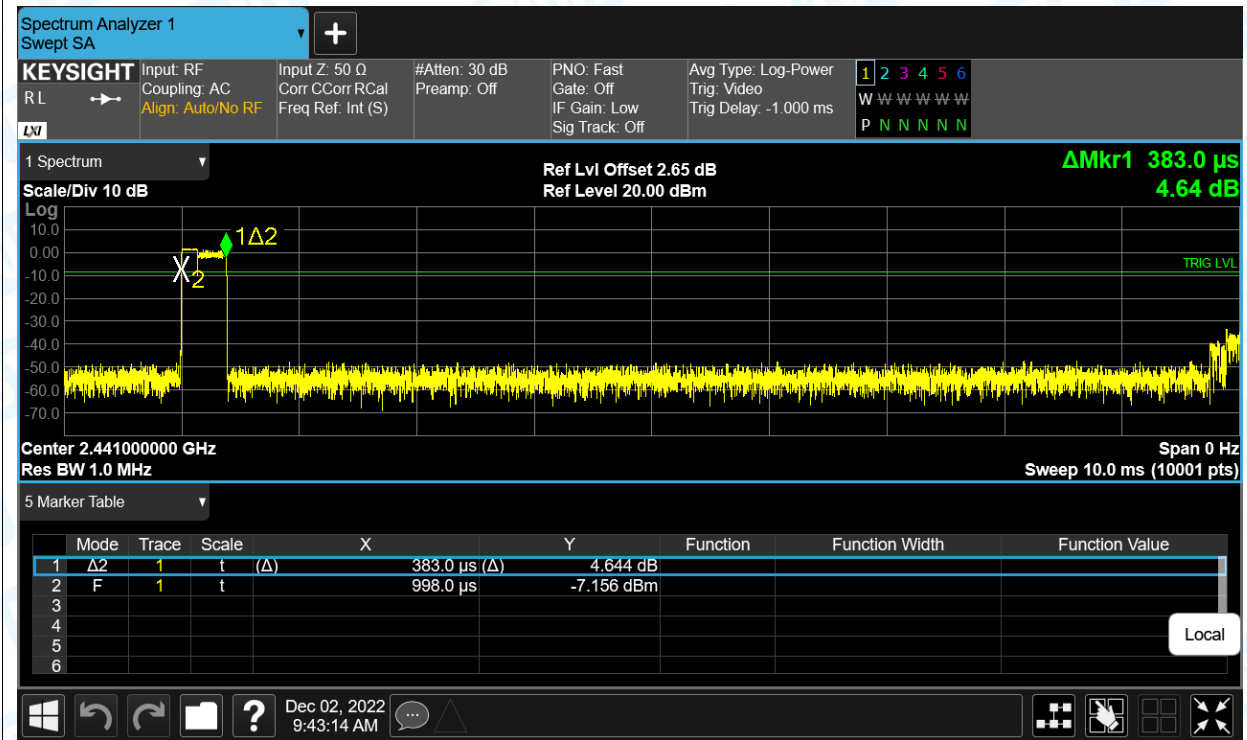 Spectrum Analyzer 1
Swept SA
KEYSIGHT Input: RF Input Z: 50 Ω #Atten: 30 dB PNO: Fast Avg Type: Log-Power 1 2 3 4 5 6
R L Coupling: AC Corr CCorr RCal Preamp: Off Gate: Off Trig: Video
Align: Auto/No RF Freq Ref: Int (S) IF Gain: Low Trig Delay: -1.000 ms W W W W W W
LXI Sig Track: Off P N N N N N
1 Spectrum Ref Lvl Offset 2.65 dB ΔMkr1 383.0 µs
Scale/Div 10 dB Ref Level 20.00 dBm 4.64 dB
Log
10.0 1Δ2
0.00 TRIG LVL
-10.0 2
-20.0
-30.0
-40.0
-50.0
-60.0
-70.0
Center 2.441000000 GHz Span 0 Hz
Res BW 1.0 MHz Sweep 10.0 ms (10001 pts)
5 Marker Table
Mode Trace Scale X Y Function Function Width Function Value
1 Δ2 1 t (Δ) 383.0 µs (Δ) 4.644 dB
2 F 1 t 998.0 µs -7.156 dBm
3
4
5
6
Local
? Dec 02, 2022
9:43:14 AM